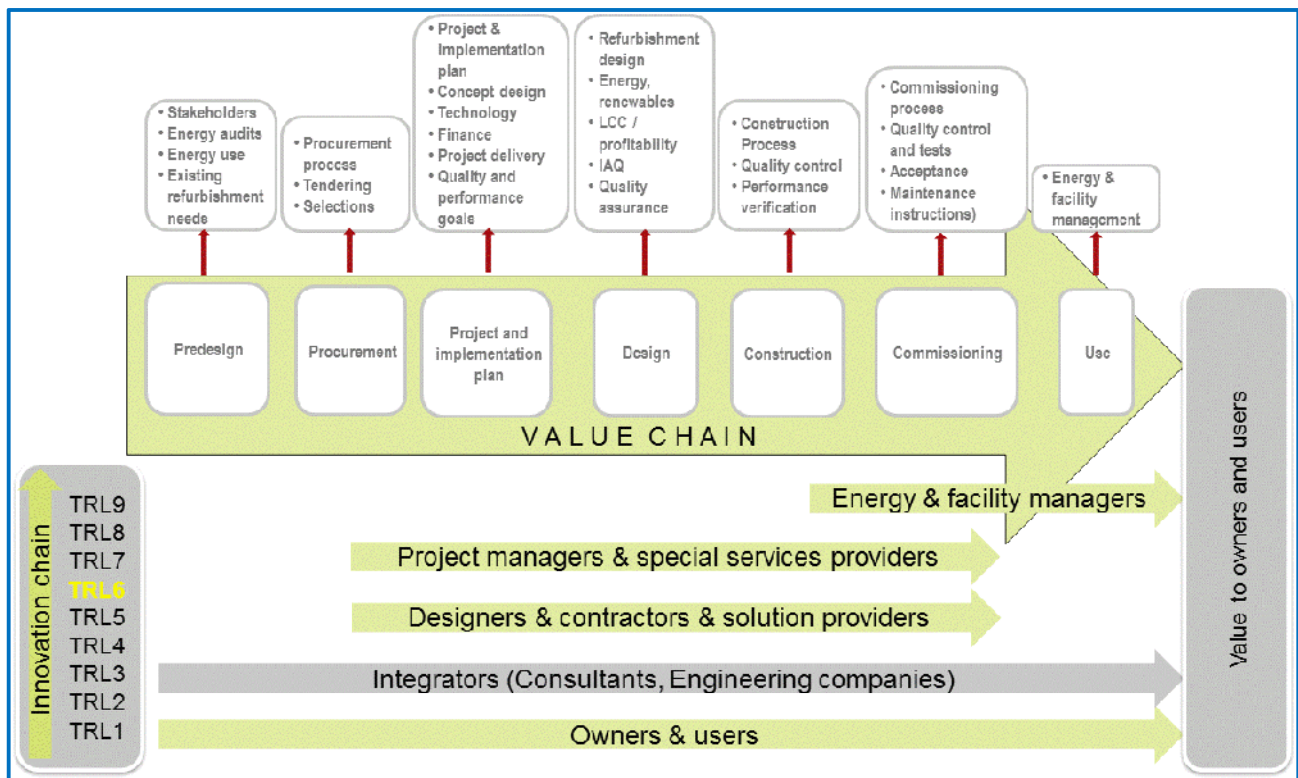 • Stakeholders
• Energy audits
• Energy use
• Existing
refurbishment
needs
• Procurement
process
• Tendering
• Selections
• Project &
Implementation
plan
• Concept design
• Technology
• Finance
• Project delivery
• Quality and
performance
goals
• Refurbishment
design
• Energy,
renewables
• LCC /
profitability
• IAQ
• Quality
assurance
• Construction
Process
• Quality control
• Performance
verification
• Commissioning
process
• Quality control
and tests
• Acceptance
• Maintenance
instructions)
• Energy &
facility
management
Predesign
Procurement
Project and
implementation
plan
Design
Construction
Commissioning
Use
VALUE CHAIN
Innovation chain
TRL9
TRL8
TRL7
TRL6
TRL5
TRL4
TRL3
TRL2
TRL1
Energy & facility managers
Project managers & special services providers
Designers & contractors & solution providers
Integrators (Consultants, Engineering companies)
Owners & users
Value to owners and users